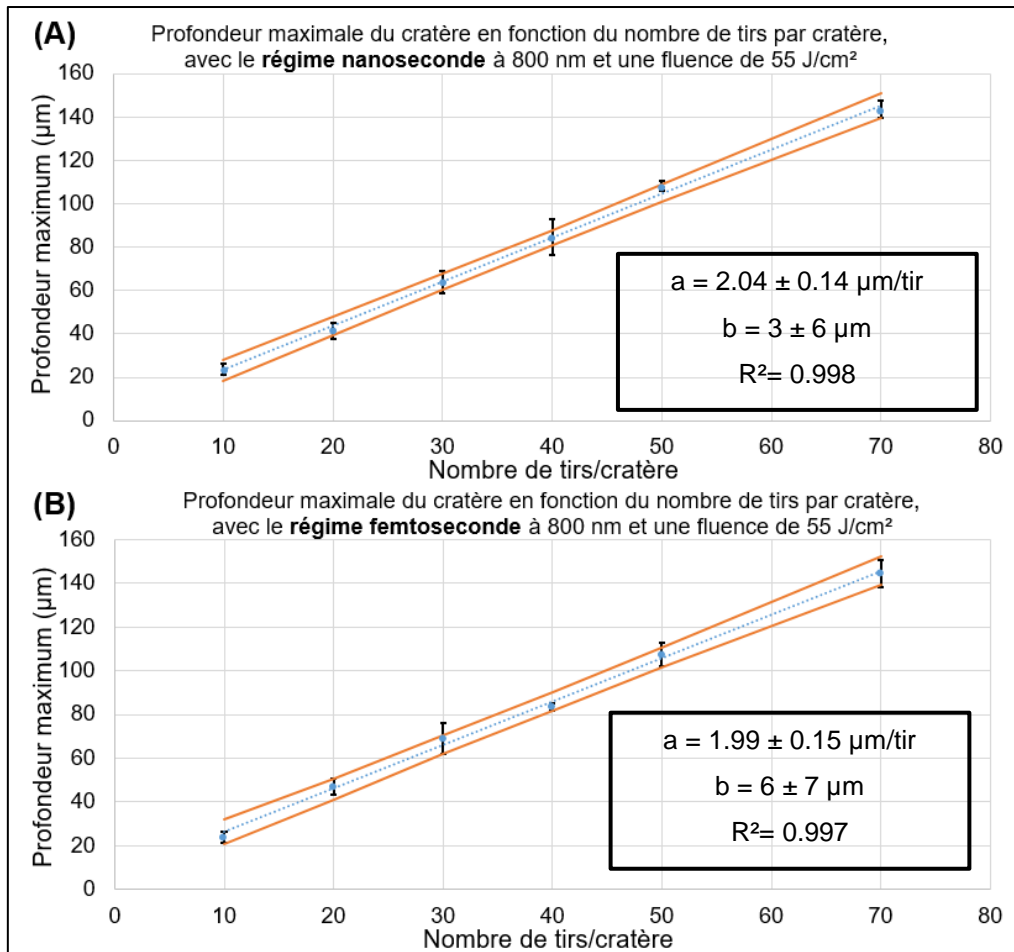 (A)
Profondeur maximale du cratère en fonction du nombre de tirs par cratère,
avec le régime nanoseconde à 800 nm et une fluence de 55 J/cm²
Profondeur maximum (µm)
160
140
120
100
80
60
40
20
0
a = 2.04 ± 0.14 µm/tir
b = 3 ± 6 µm
R²= 0.998
0 10 20 30 40 50 60 70 80
Nombre de tirs/cratère
(B)
Profondeur maximale du cratère en fonction du nombre de tirs par cratère,
avec le régime femtoseconde à 800 nm et une fluence de 55 J/cm²
Profondeur maximum (µm)
160
140
120
100
80
60
40
20
0
a = 1.99 ± 0.15 µm/tir
b = 6 ± 7 µm
R²= 0.997
0 10 20 30 40 50 60 70 80
Nombre de tirs/cratère